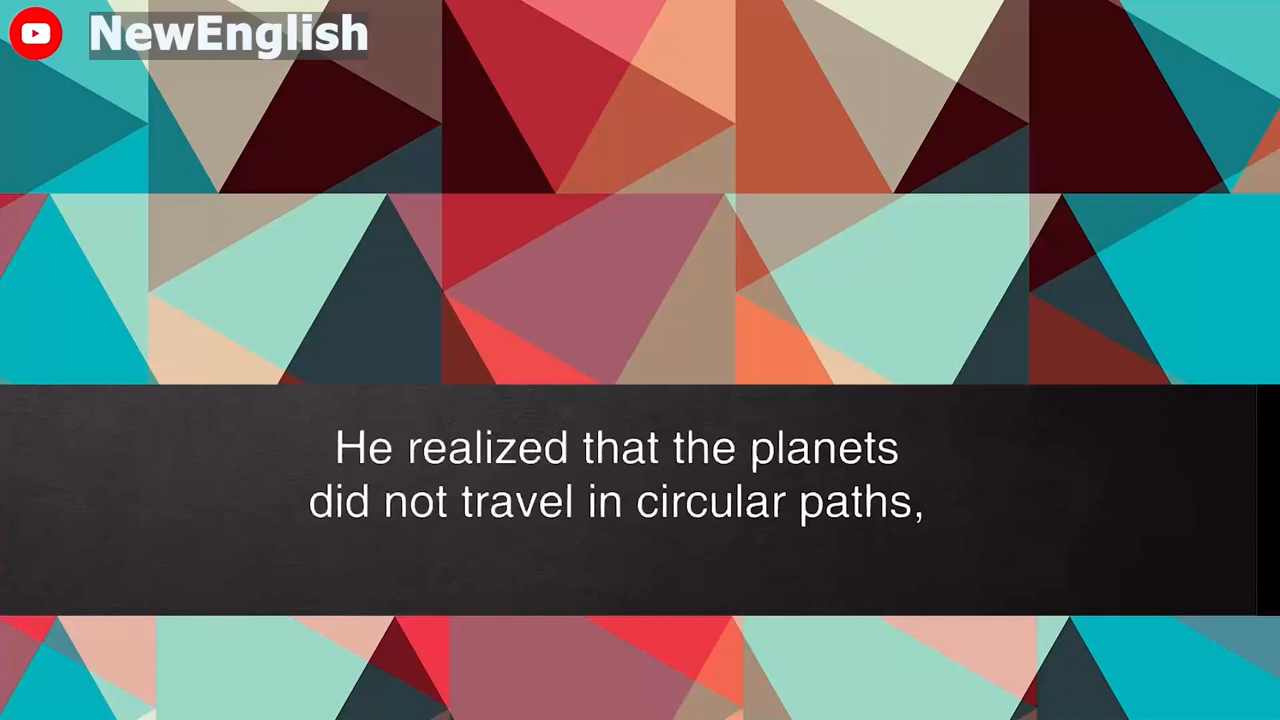 NewEnglish
He realized that the planets
did not travel in circular paths,